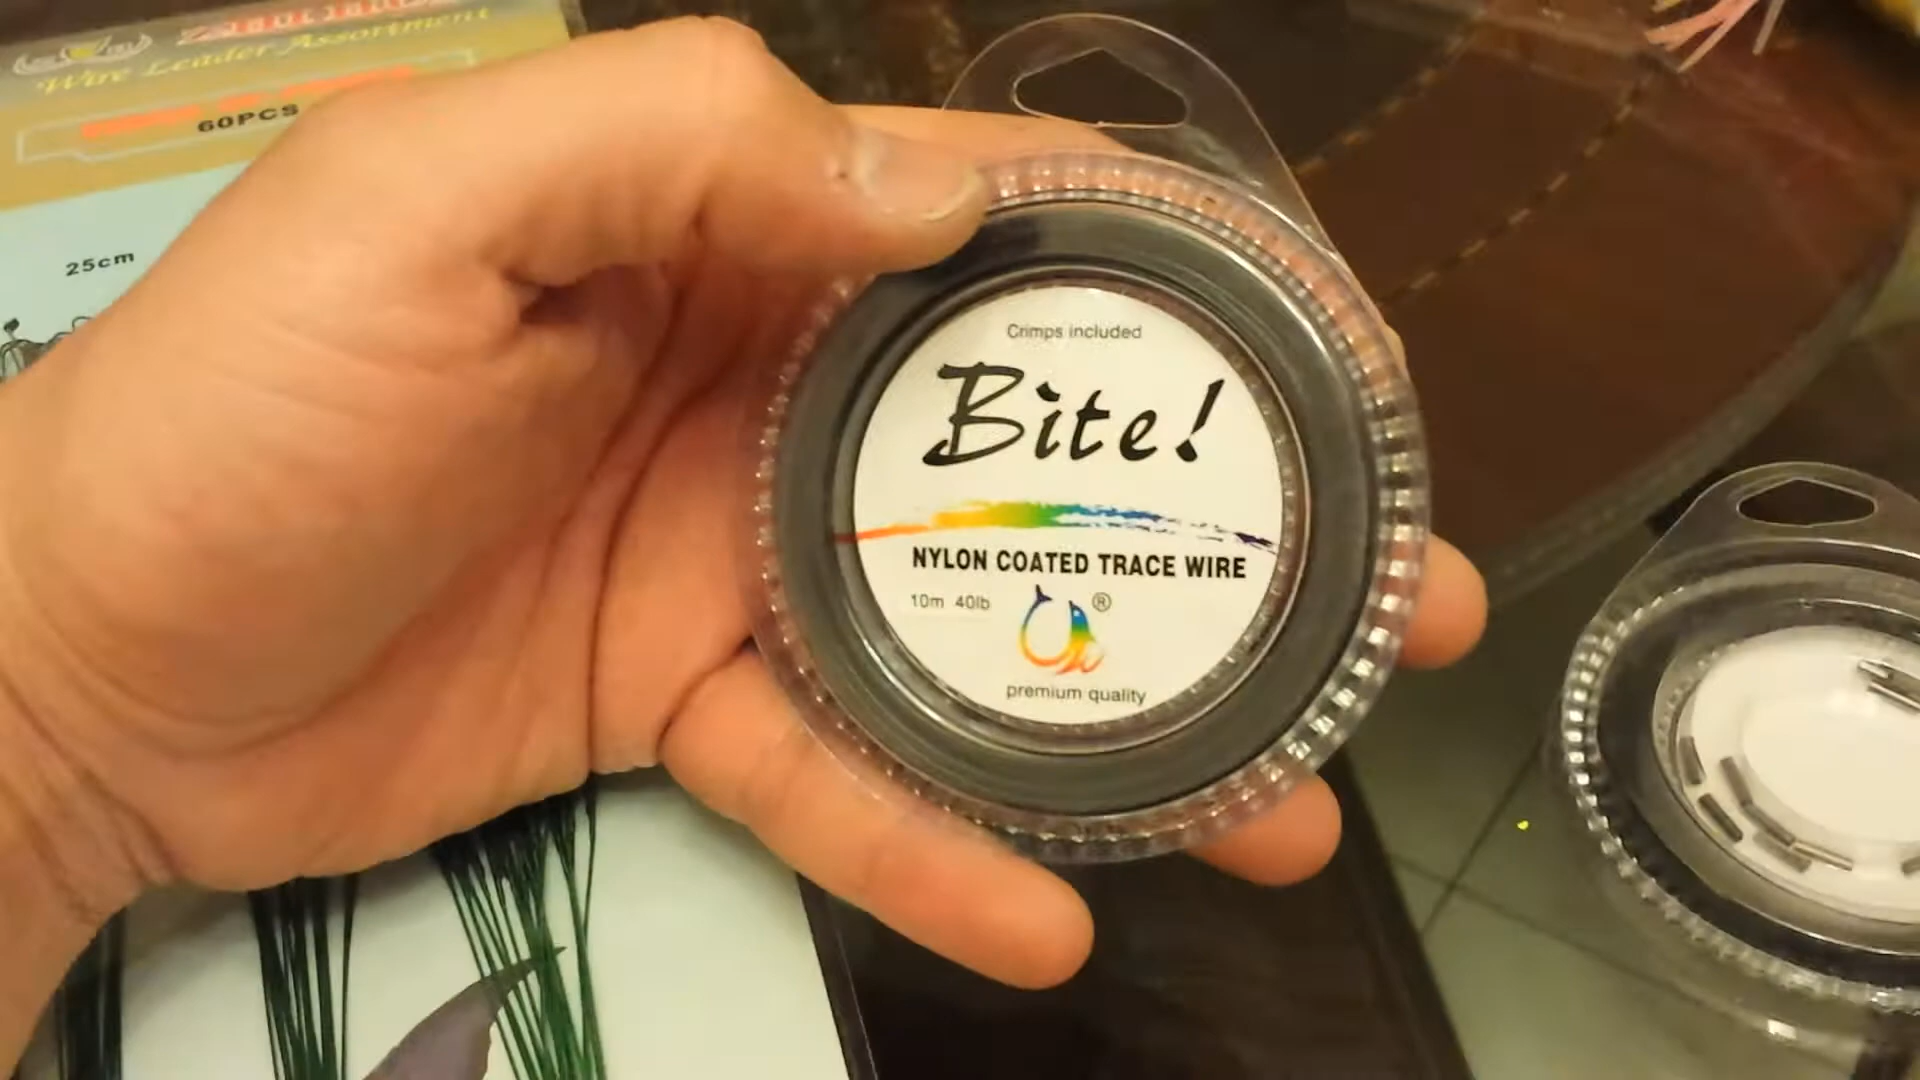 Wire Leader Assortment
60PCS
25cm
Crimps included
Bite!
NYLON COATED TRACE WIRE
10m 40lb
®
premium quality